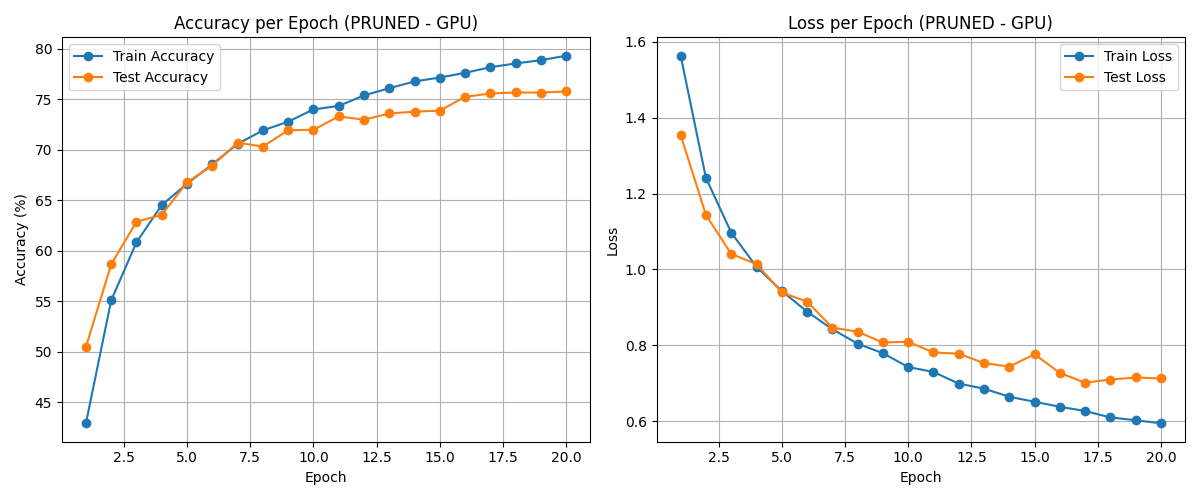 Accuracy per Epoch (PRUNED - GPU)
Train Accuracy
Test Accuracy
Accuracy (%)
80
75
70
65
60
55
50
45
2.5 5.0 7.5 10.0 12.5 15.0 17.5 20.0
Epoch
Loss per Epoch (PRUNED - GPU)
Train Loss
Test Loss
Loss
1.6
1.4
1.2
1.0
0.8
0.6
2.5 5.0 7.5 10.0 12.5 15.0 17.5 20.0
Epoch